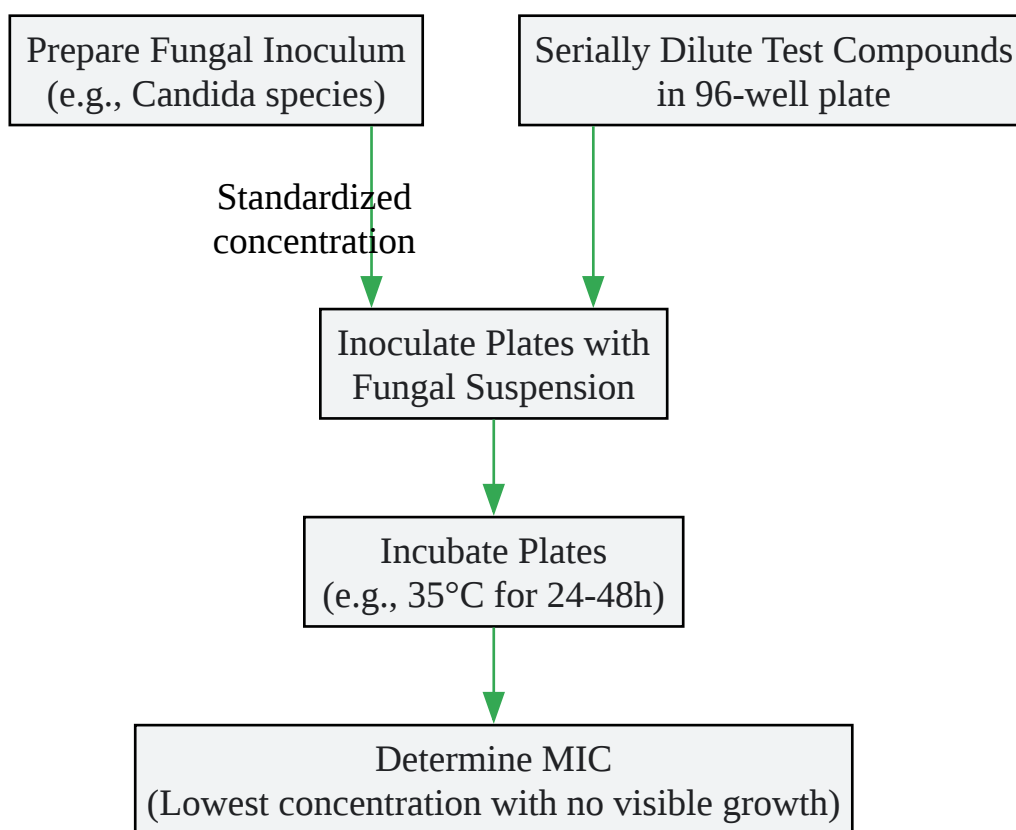 Prepare Fungal Inoculum
(e.g., Candida species)
Serially Dilute Test Compounds
in 96-well plate
Standardized
concentration
Inoculate Plates with
Fungal Suspension
Incubate Plates
(e.g., 35°C for 24-48h)
Determine MIC
(Lowest concentration with no visible growth)